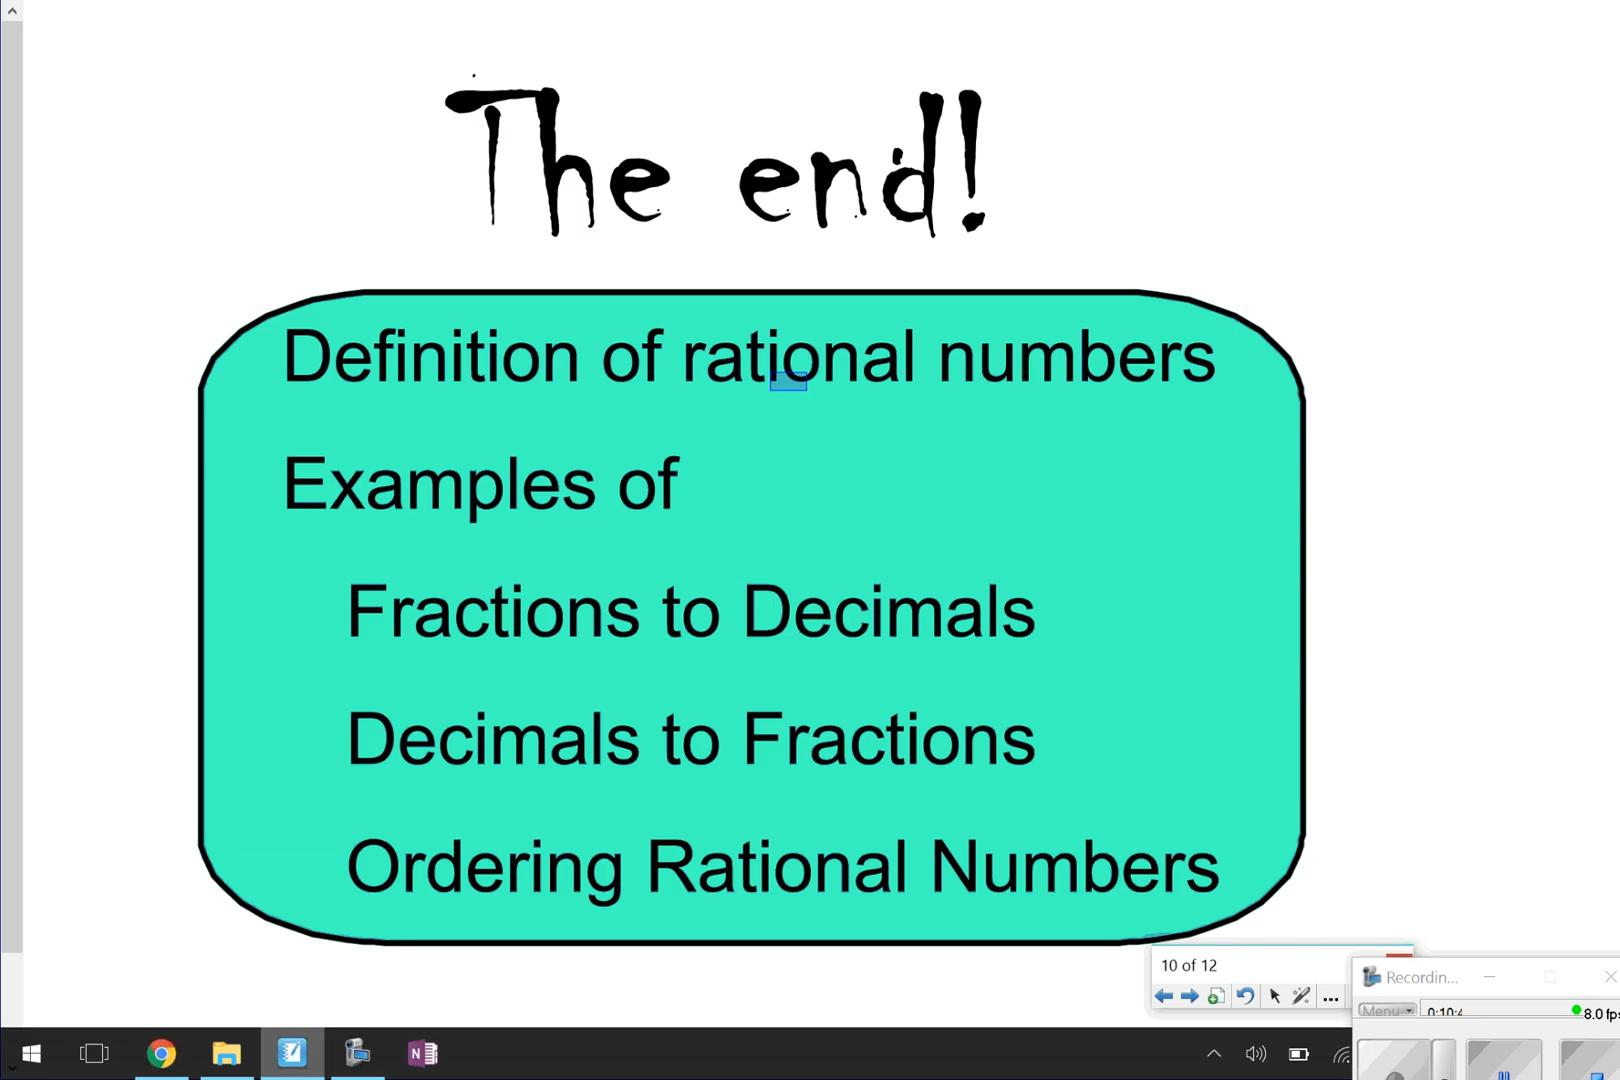 The end!
Definition of rational numbers
Examples of
Fractions to Decimals
Decimals to Fractions
Ordering Rational Numbers
10 of 12
Recordin...
Menu
8.0 fps
N